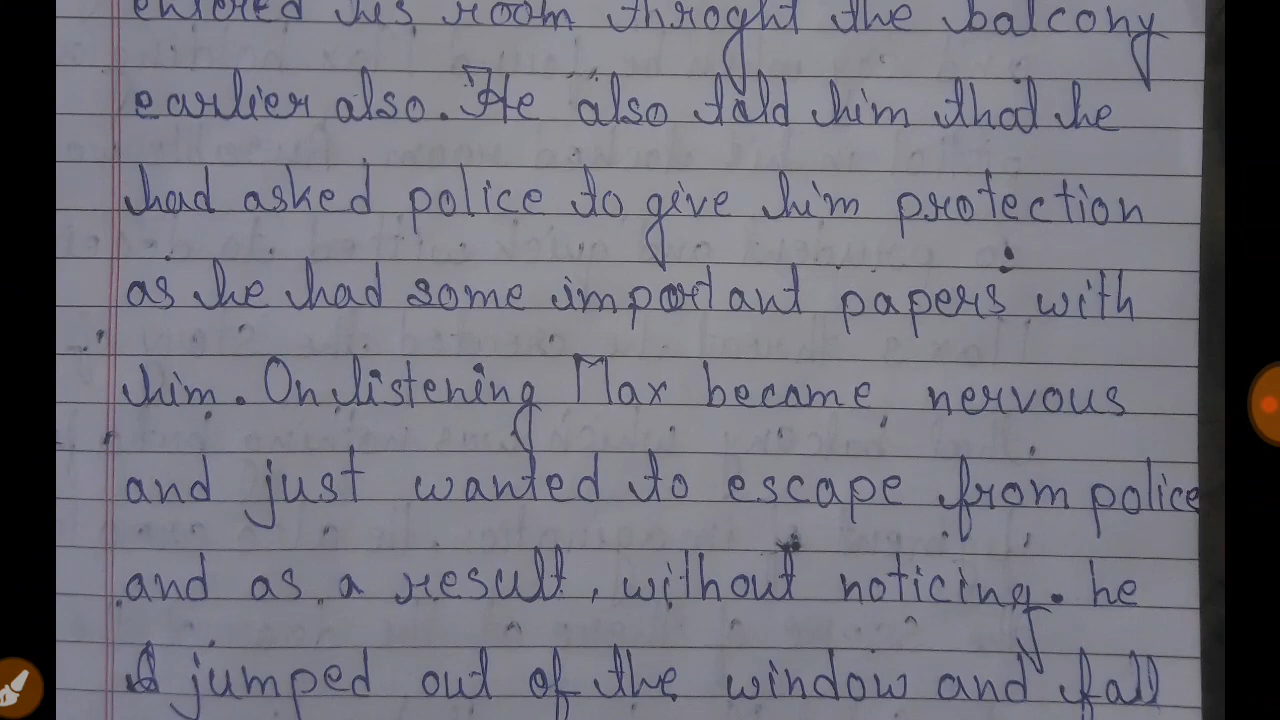 entered his room throght the balcony
earlier also. He also told him that he
had asked police to give him protection
as he had some important papers with
him. On listening Max became nervous
and just wanted to escape from police
and as a result, without noticing. he
jumped out of the window and fall